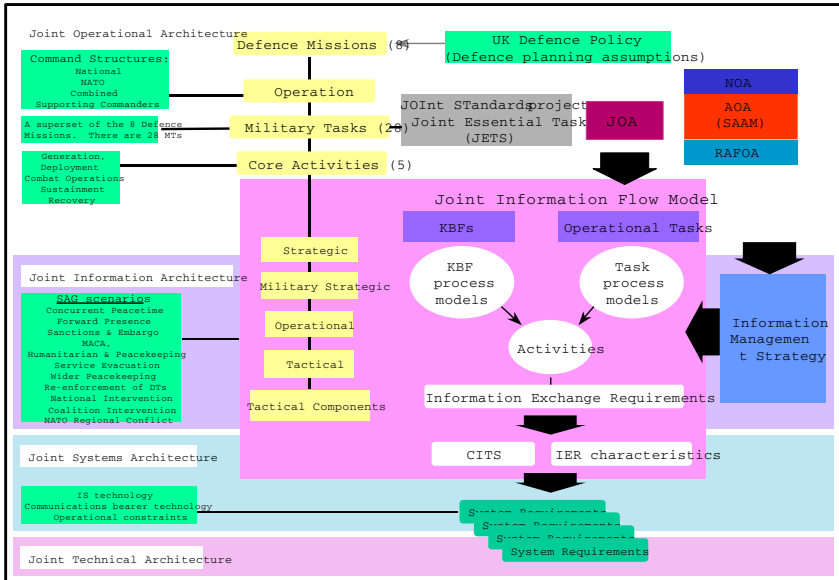 Joint Operational Architecture
Defence Missions (8)
UK Defence Policy
(Defence planning assumptions)
Command Structures:
National
NATO
Combined
Supporting Commanders
Operation
NOA
AOA
(SAAM)
RAFOA
JOInt STandards project
Joint Essential Task
(JETS)
JOA
A superset of the 8 Defence
Missions. There are 28 MTs
Military Tasks (28)
Generation,
Deployment
Combat Operations
Sustainment
Recovery
Core Activities (5)
Joint Information Flow Model
KBFs
Operational Tasks
Strategic
Military Strategic
Operational
Tactical
Tactical Components
KBF
process
models
Task
process
models
Activities
Information Exchange Requirements
CITS
IER characteristics
Joint Information Architecture
SAG scenarios
Concurrent Peacetime
Forward Presence
Sanctions & Embargo
MACA,
Humanitarian & Peacekeeping
Service Evacuation
Wider Peacekeeping
Re-enforcement of DTs
National Intervention
Coalition Intervention
NATO Regional Conflict
Information
Managemen
t Strategy
Joint Systems Architecture
IS technology
Communications bearer technology
Operational constraints
System Requirements
System Requirements
System Requirements
System Requirements
Joint Technical Architecture